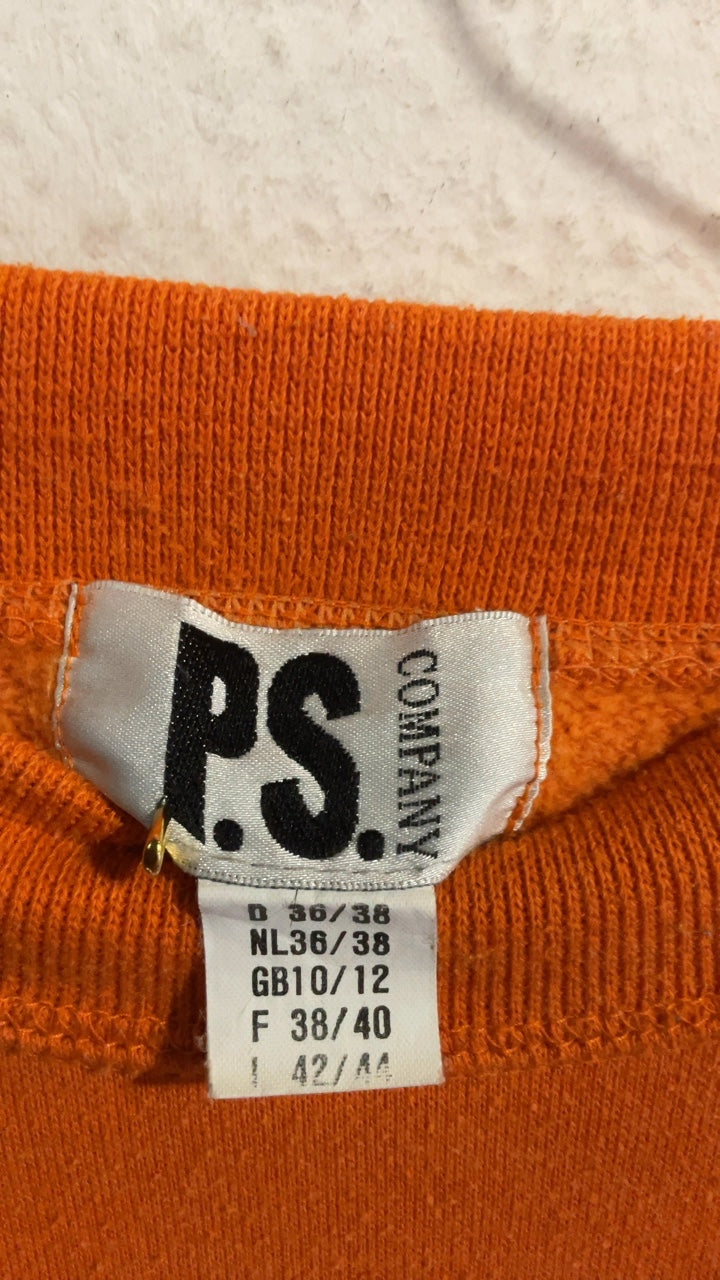 P.S.
COMPANY
D 36/38
NL36/38
GB10/12
F 38/40
I 42/44